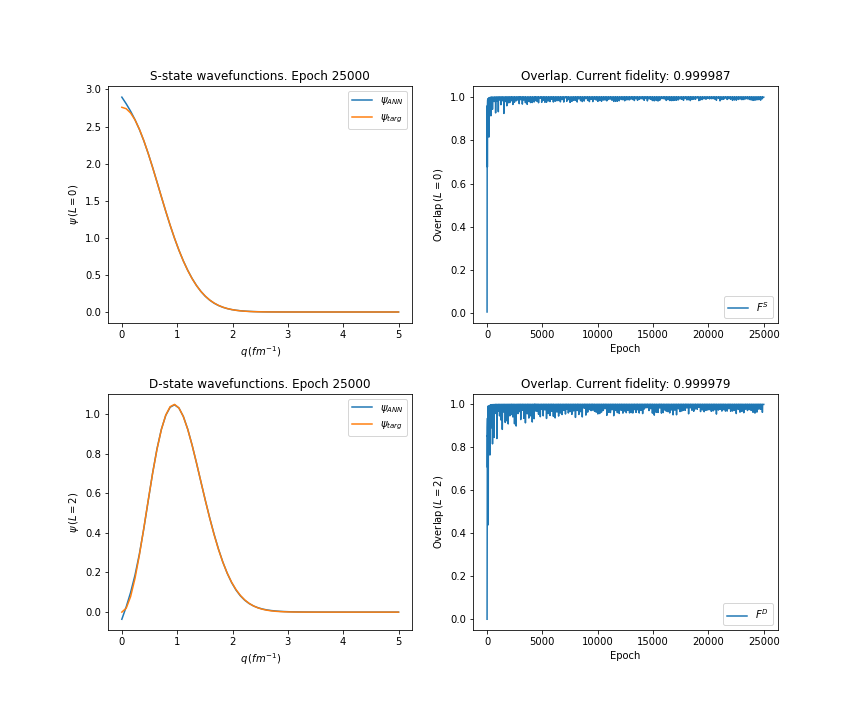 S-state wavefunctions. Epoch 25000
3.0
2.5
2.0
1.5
1.0
0.5
0.0
ψ(L = 0)
ψ_ANN
ψ_targ
0 1 2 3 4 5
q(fm⁻¹)
Overlap. Current fidelity: 0.999987
1.0
0.8
0.6
0.4
0.2
0.0
Overlap (L = 0)
F^S
0 5000 10000 15000 20000 25000
Epoch
D-state wavefunctions. Epoch 25000
1.0
0.8
0.6
0.4
0.2
0.0
ψ(L = 2)
ψ_ANN
ψ_targ
0 1 2 3 4 5
q(fm⁻¹)
Overlap. Current fidelity: 0.999979
1.0
0.8
0.6
0.4
0.2
0.0
Overlap (L = 2)
F^D
0 5000 10000 15000 20000 25000
Epoch